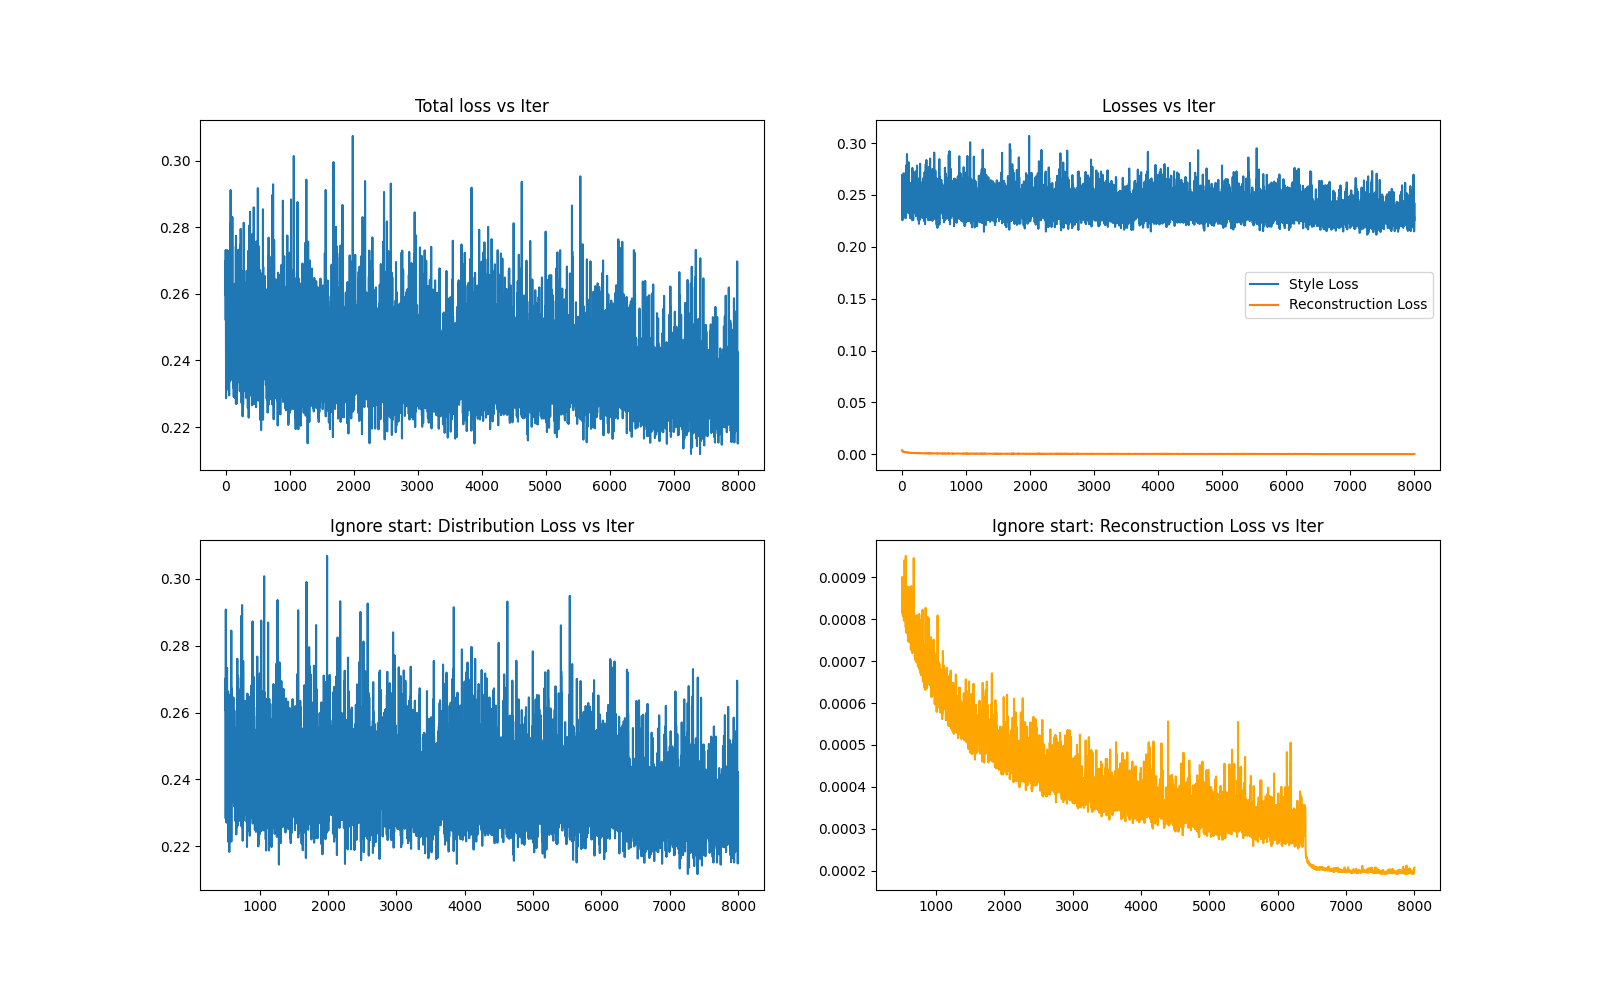 Total loss vs Iter
0.30
0.28
0.26
0.24
0.22
0 1000 2000 3000 4000 5000 6000 7000 8000
Losses vs Iter
0.30
0.25
0.20
0.15
0.10
0.05
0.00
Style Loss
Reconstruction Loss
0 1000 2000 3000 4000 5000 6000 7000 8000
Ignore start: Distribution Loss vs Iter
0.30
0.28
0.26
0.24
0.22
1000 2000 3000 4000 5000 6000 7000 8000
Ignore start: Reconstruction Loss vs Iter
0.0009
0.0008
0.0007
0.0006
0.0005
0.0004
0.0003
0.0002
1000 2000 3000 4000 5000 6000 7000 8000